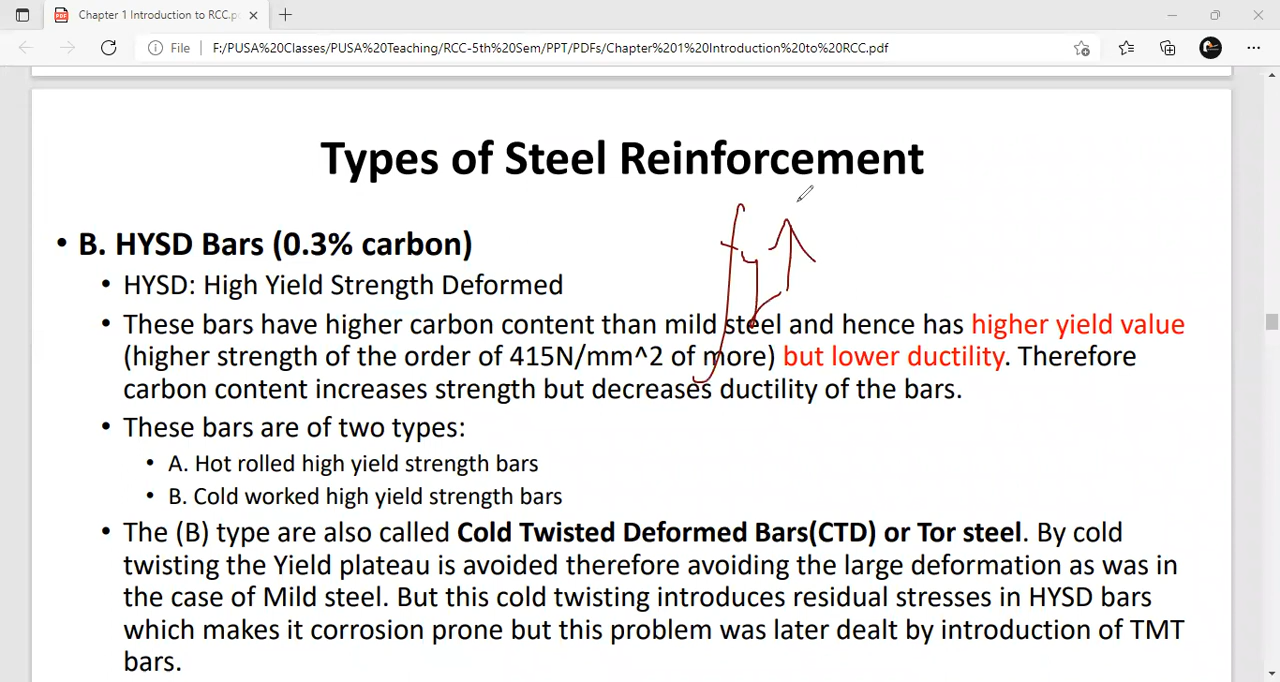 Chapter 1 Introduction to RCC.p
File F:/PUSA%20Classes/PUSA%20Teaching/RCC-5th%20Sem/PPT/PDFs/Chapter%201%20Introduction%20to%20RCC.pdf
Types of Steel Reinforcement
fy
• B. HYSD Bars (0.3% carbon)
• HYSD: High Yield Strength Deformed
• These bars have higher carbon content than mild steel and hence has higher yield value
(higher strength of the order of 415N/mm^2 of more) but lower ductility. Therefore
carbon content increases strength but decreases ductility of the bars.
• These bars are of two types:
• A. Hot rolled high yield strength bars
• B. Cold worked high yield strength bars
• The (B) type are also called Cold Twisted Deformed Bars(CTD) or Tor steel. By cold
twisting the Yield plateau is avoided therefore avoiding the large deformation as was in
the case of Mild steel. But this cold twisting introduces residual stresses in HYSD bars
which makes it corrosion prone but this problem was later dealt by introduction of TMT
bars.